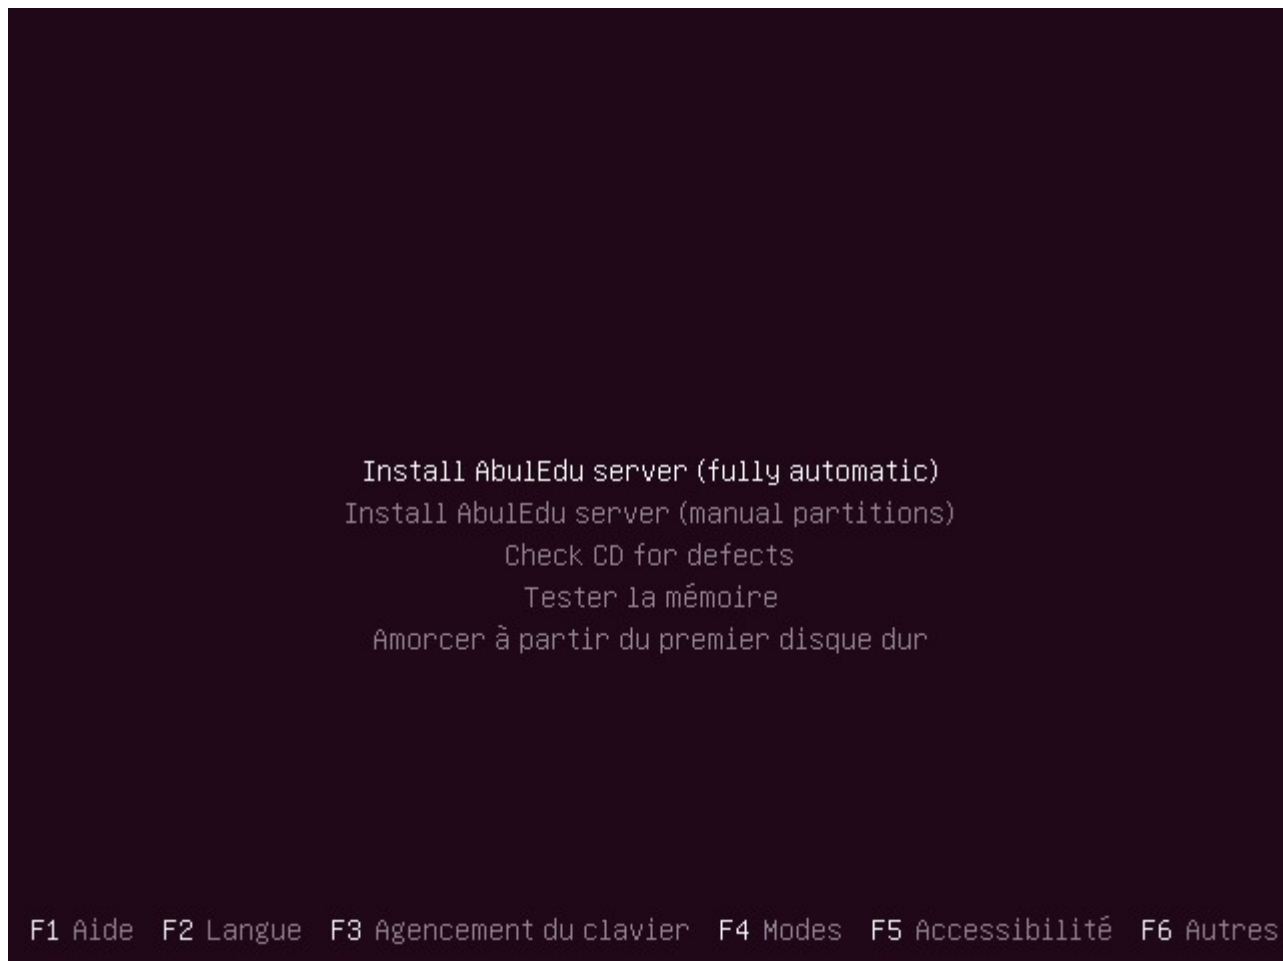 Install AbulEdu server (fully automatic)
Install AbulEdu server (manual partitions)
Check CD for defects
Tester la mémoire
Amorcer à partir du premier disque dur
F1 Aide F2 Langue F3 Agencement du clavier F4 Modes F5 Accessibilité F6 Autres